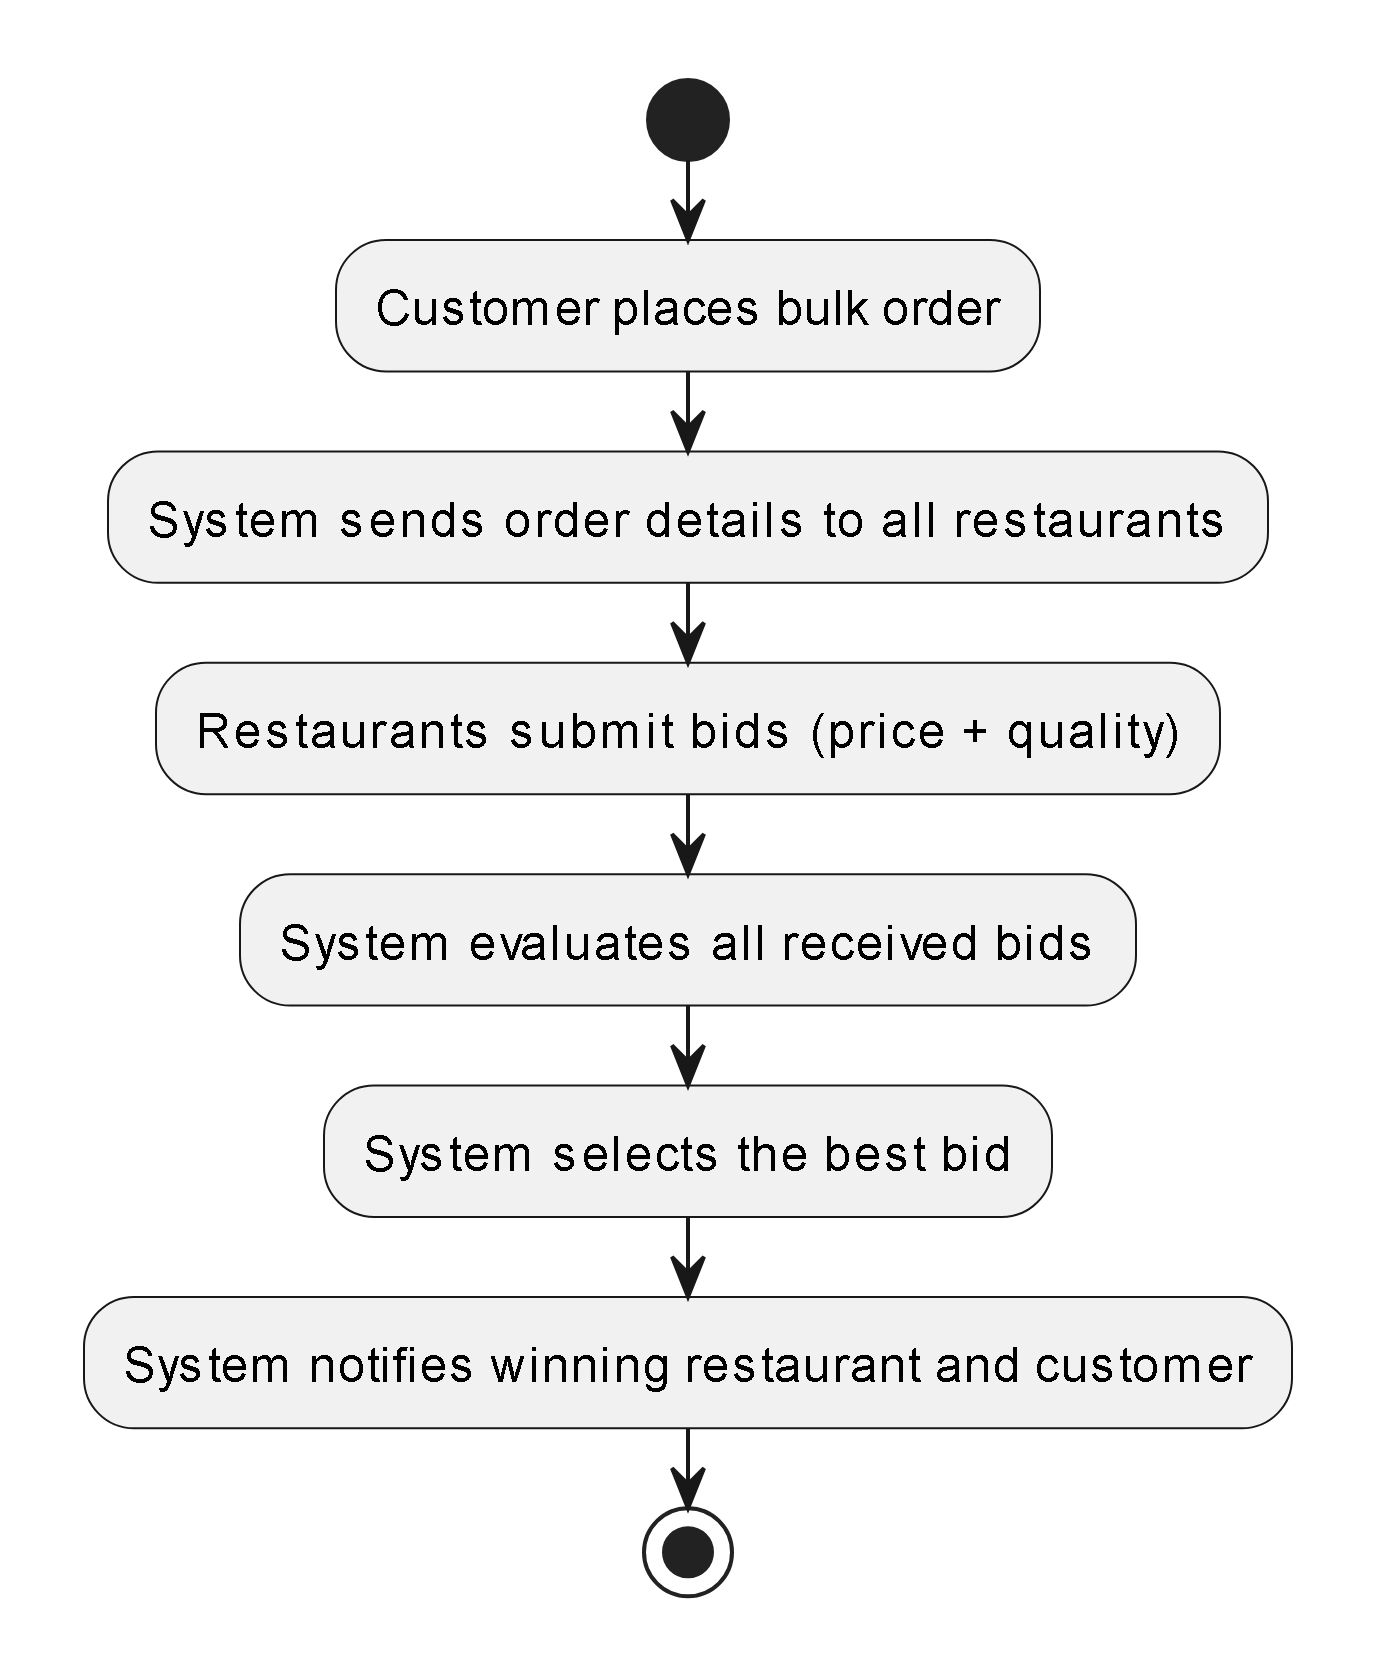 Customer places bulk order
System sends order details to all restaurants
Restaurants submit bids (price + quality)
System evaluates all received bids
System selects the best bid
System notifies winning restaurant and customer